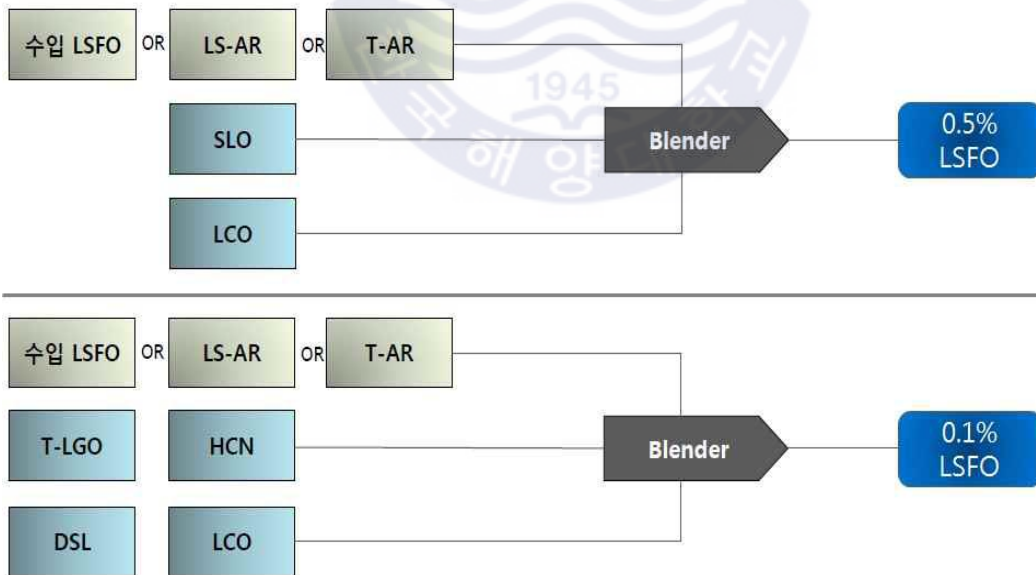 수입 LSFO OR LS-AR OR T-AR
1945
SLO
Blender
0.5%
LSFO
LCO
수입 LSFO OR LS-AR OR T-AR
T-LGO
HCN
Blender
0.1%
LSFO
DSL
LCO